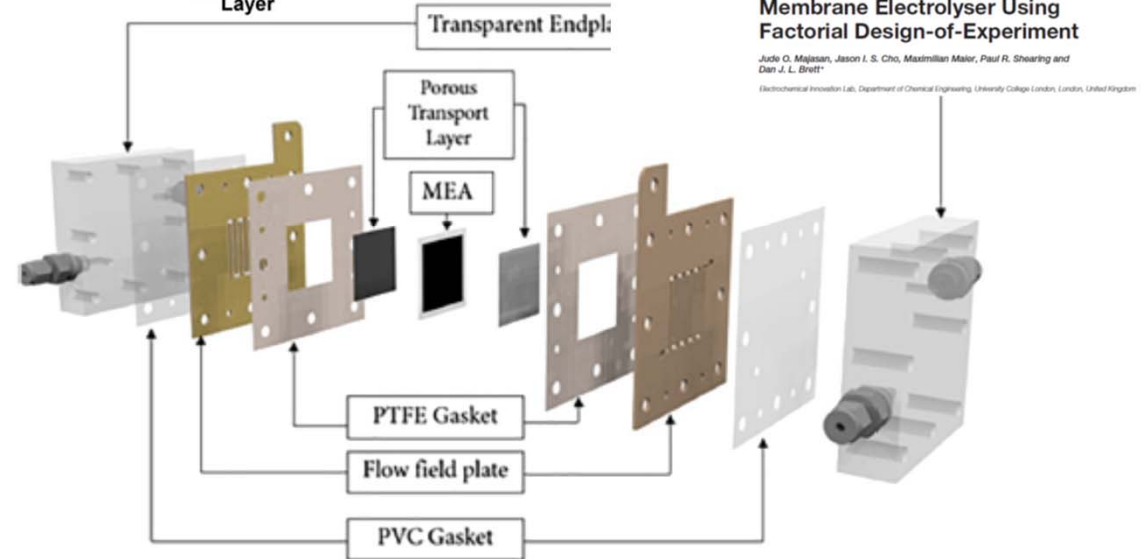 Layer
Transparent Endpla
Membrane Electrolyser Using
Factorial Design-of-Experiment
Jude O. Majasan, Jason I. S. Cho, Maximilian Maier, Paul R. Shearing and
Dan J. L. Brett*
Electrochemical Innovation Lab, Department of Chemical Engineering, University College London, London, United Kingdom
Porous
Transport
Layer
MEA
PTFE Gasket
Flow field plate
PVC Gasket